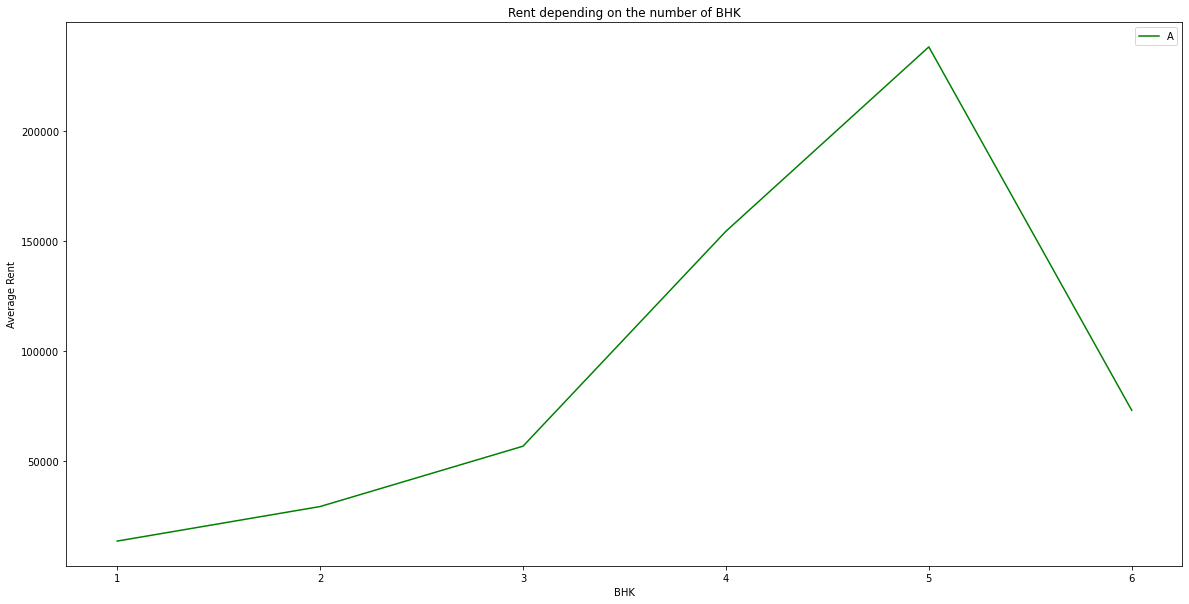 Rent depending on the number of BHK
A
Average Rent
200000
150000
100000
50000
1 2 3 4 5 6
BHK